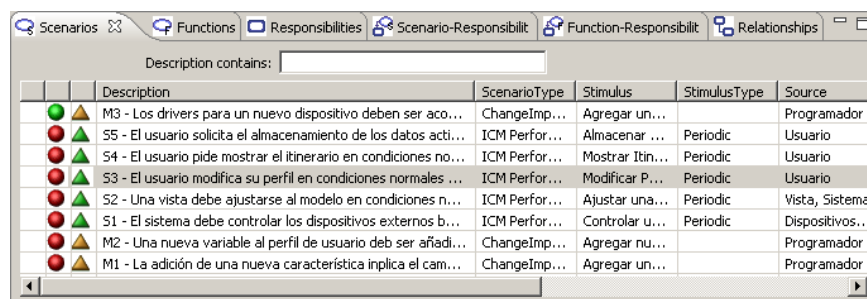 Scenarios Functions Responsibilities Scenario-Responsibilit Function-Responsibilit Relationships
Description contains:
Description ScenarioType Stimulus StimulusType Source
M3 - Los drivers para un nuevo dispositivo deben ser aco... ChangeImp... Agregar un... Programador
S5 - El usuario solicita el almacenamiento de los datos acti... ICM Perfor... Almacenar ... Periodic Usuario
S4 - El usuario pide mostrar el itinerario en condiciones no... ICM Perfor... Mostrar Itin... Periodic Usuario
S3 - El usuario modifica su perfil en condiciones normales ... ICM Perfor... Modificar P... Periodic Usuario
S2 - Una vista debe ajustarse al modelo en condiciones n... ICM Perfor... Ajustar una... Periodic Vista, Sistema
S1 - El sistema debe controlar los dispositivos externos b... ICM Perfor... Controlar u... Periodic Dispositivos...
M2 - Una nueva variable al perfil de usuario deb ser añadi... ChangeImp... Agregar nu... Programador
M1 - La adición de una nueva característica inplica el cam... ChangeImp... Agregar un... Programador